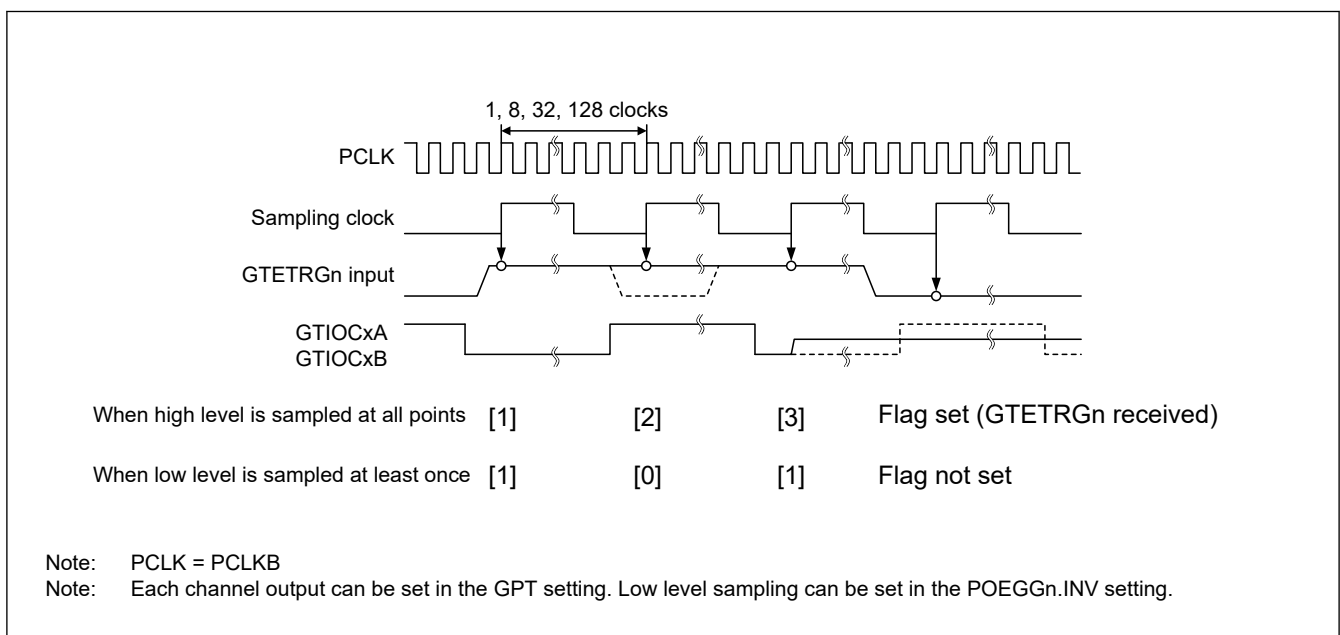 1, 8, 32, 128 clocks
PCLK
Sampling clock
GTETRGn input
GTIOCxA
GTIOCxB
When high level is sampled at all points [1] [2] [3] Flag set (GTETRGn received)
When low level is sampled at least once [1] [0] [1] Flag not set
Note: PCLK = PCLKB
Note: Each channel output can be set in the GPT setting. Low level sampling can be set in the POEGGn.INV setting.